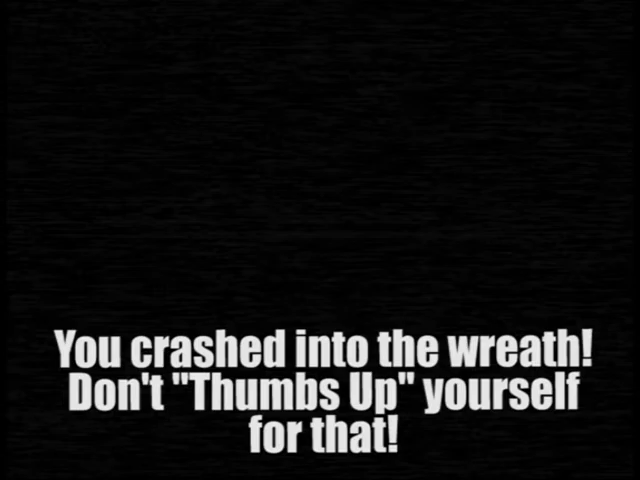 You crashed into the wreath!
Don't "Thumbs Up" yourself
for that!